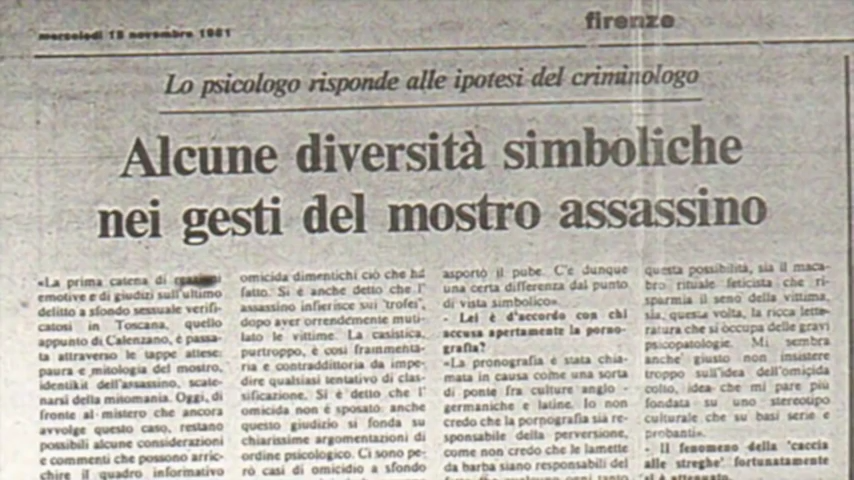 mercoledì 18 novembre 1981
firenze
Lo psicologo risponde alle ipotesi del criminologo
Alcune diversità simboliche
nei gesti del mostro assassino
«La prima catena di
emotive e di giudizi sull'ultimo
delitto a sfondo sessuale verifi-
catosi in Toscana, quello
appunto di Calenzano, è passa-
ta attraverso le tappe attese:
paura e mitologia del mostro,
identikit dell'assassino, scate-
narsi della mitomania. Oggi, di
fronte al mistero che ancora
avvolge questo caso, restano
possibili alcune considerazioni
e commenti che possono arric-
chire il quadro informativo
omicida dimentichi ciò che ha
fatto. Si è anche detto che l'
assassino infierisce sui 'trofei',
dopo aver orrendamente muti-
lato le vittime. La casistica,
purtroppo, è così frammenta-
ria e contraddittoria da impe-
dire qualsiasi tentativo di clas-
sificazione. Si è detto che l'
omicida non è sposato: anche
questo giudizio si fonda su
chiarissime argomentazioni di
ordine psicologico. Ci sono pe-
rò casi di omicidio a sfondo
asportò il pube. C'è dunque
una certa differenza dal punto
di vista simbolico».
- Lei è d'accordo con chi
accusa apertamente la porno-
grafia?
«La pornografia è stata chia-
mata in causa come una sorta
di ponte fra culture anglo -
germaniche e latine. Io non
credo che la pornografia sia re-
sponsabile della perversione,
come non credo che le lamette
da barba siano responsabili del
questa possibilità, sia il maca-
bro rituale feticista che ri-
sparmia il seno della vittima,
sia, questa volta, la ricca lette-
ratura che si occupa delle gravi
psicopatologie. Mi sembra
anche giusto non insistere
troppo sull'idea dell'omicida
colto, idea che mi pare più
fondata su uno stereotipo
culturale che su basi serie e
probanti».
- Il fenomeno della 'caccia
alle streghe' fortunatamente
si è attenuato